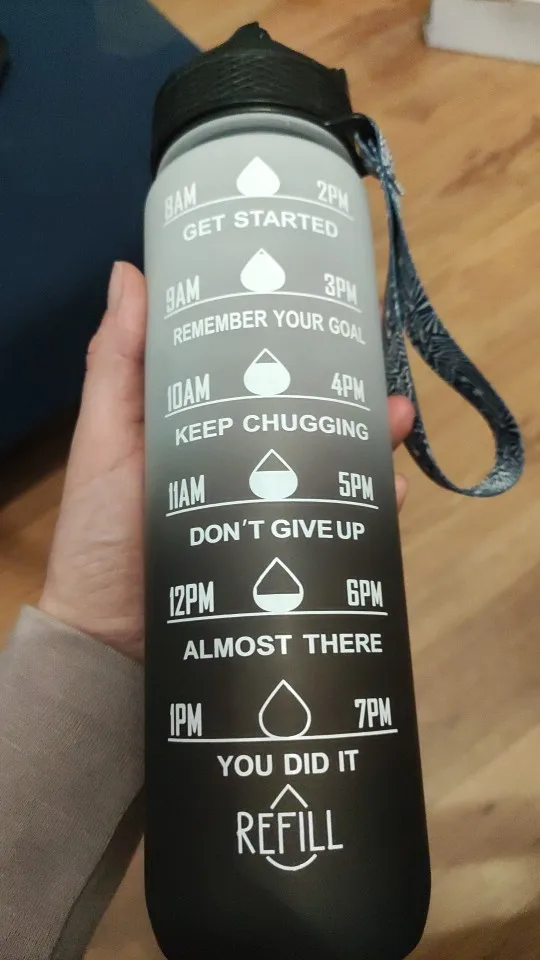 8AM 2PM
GET STARTED
9AM 3PM
REMEMBER YOUR GOAL
10AM 4PM
KEEP CHUGGING
11AM 5PM
DON'T GIVE UP
12PM 6PM
ALMOST THERE
1PM 7PM
YOU DID IT
REFILL